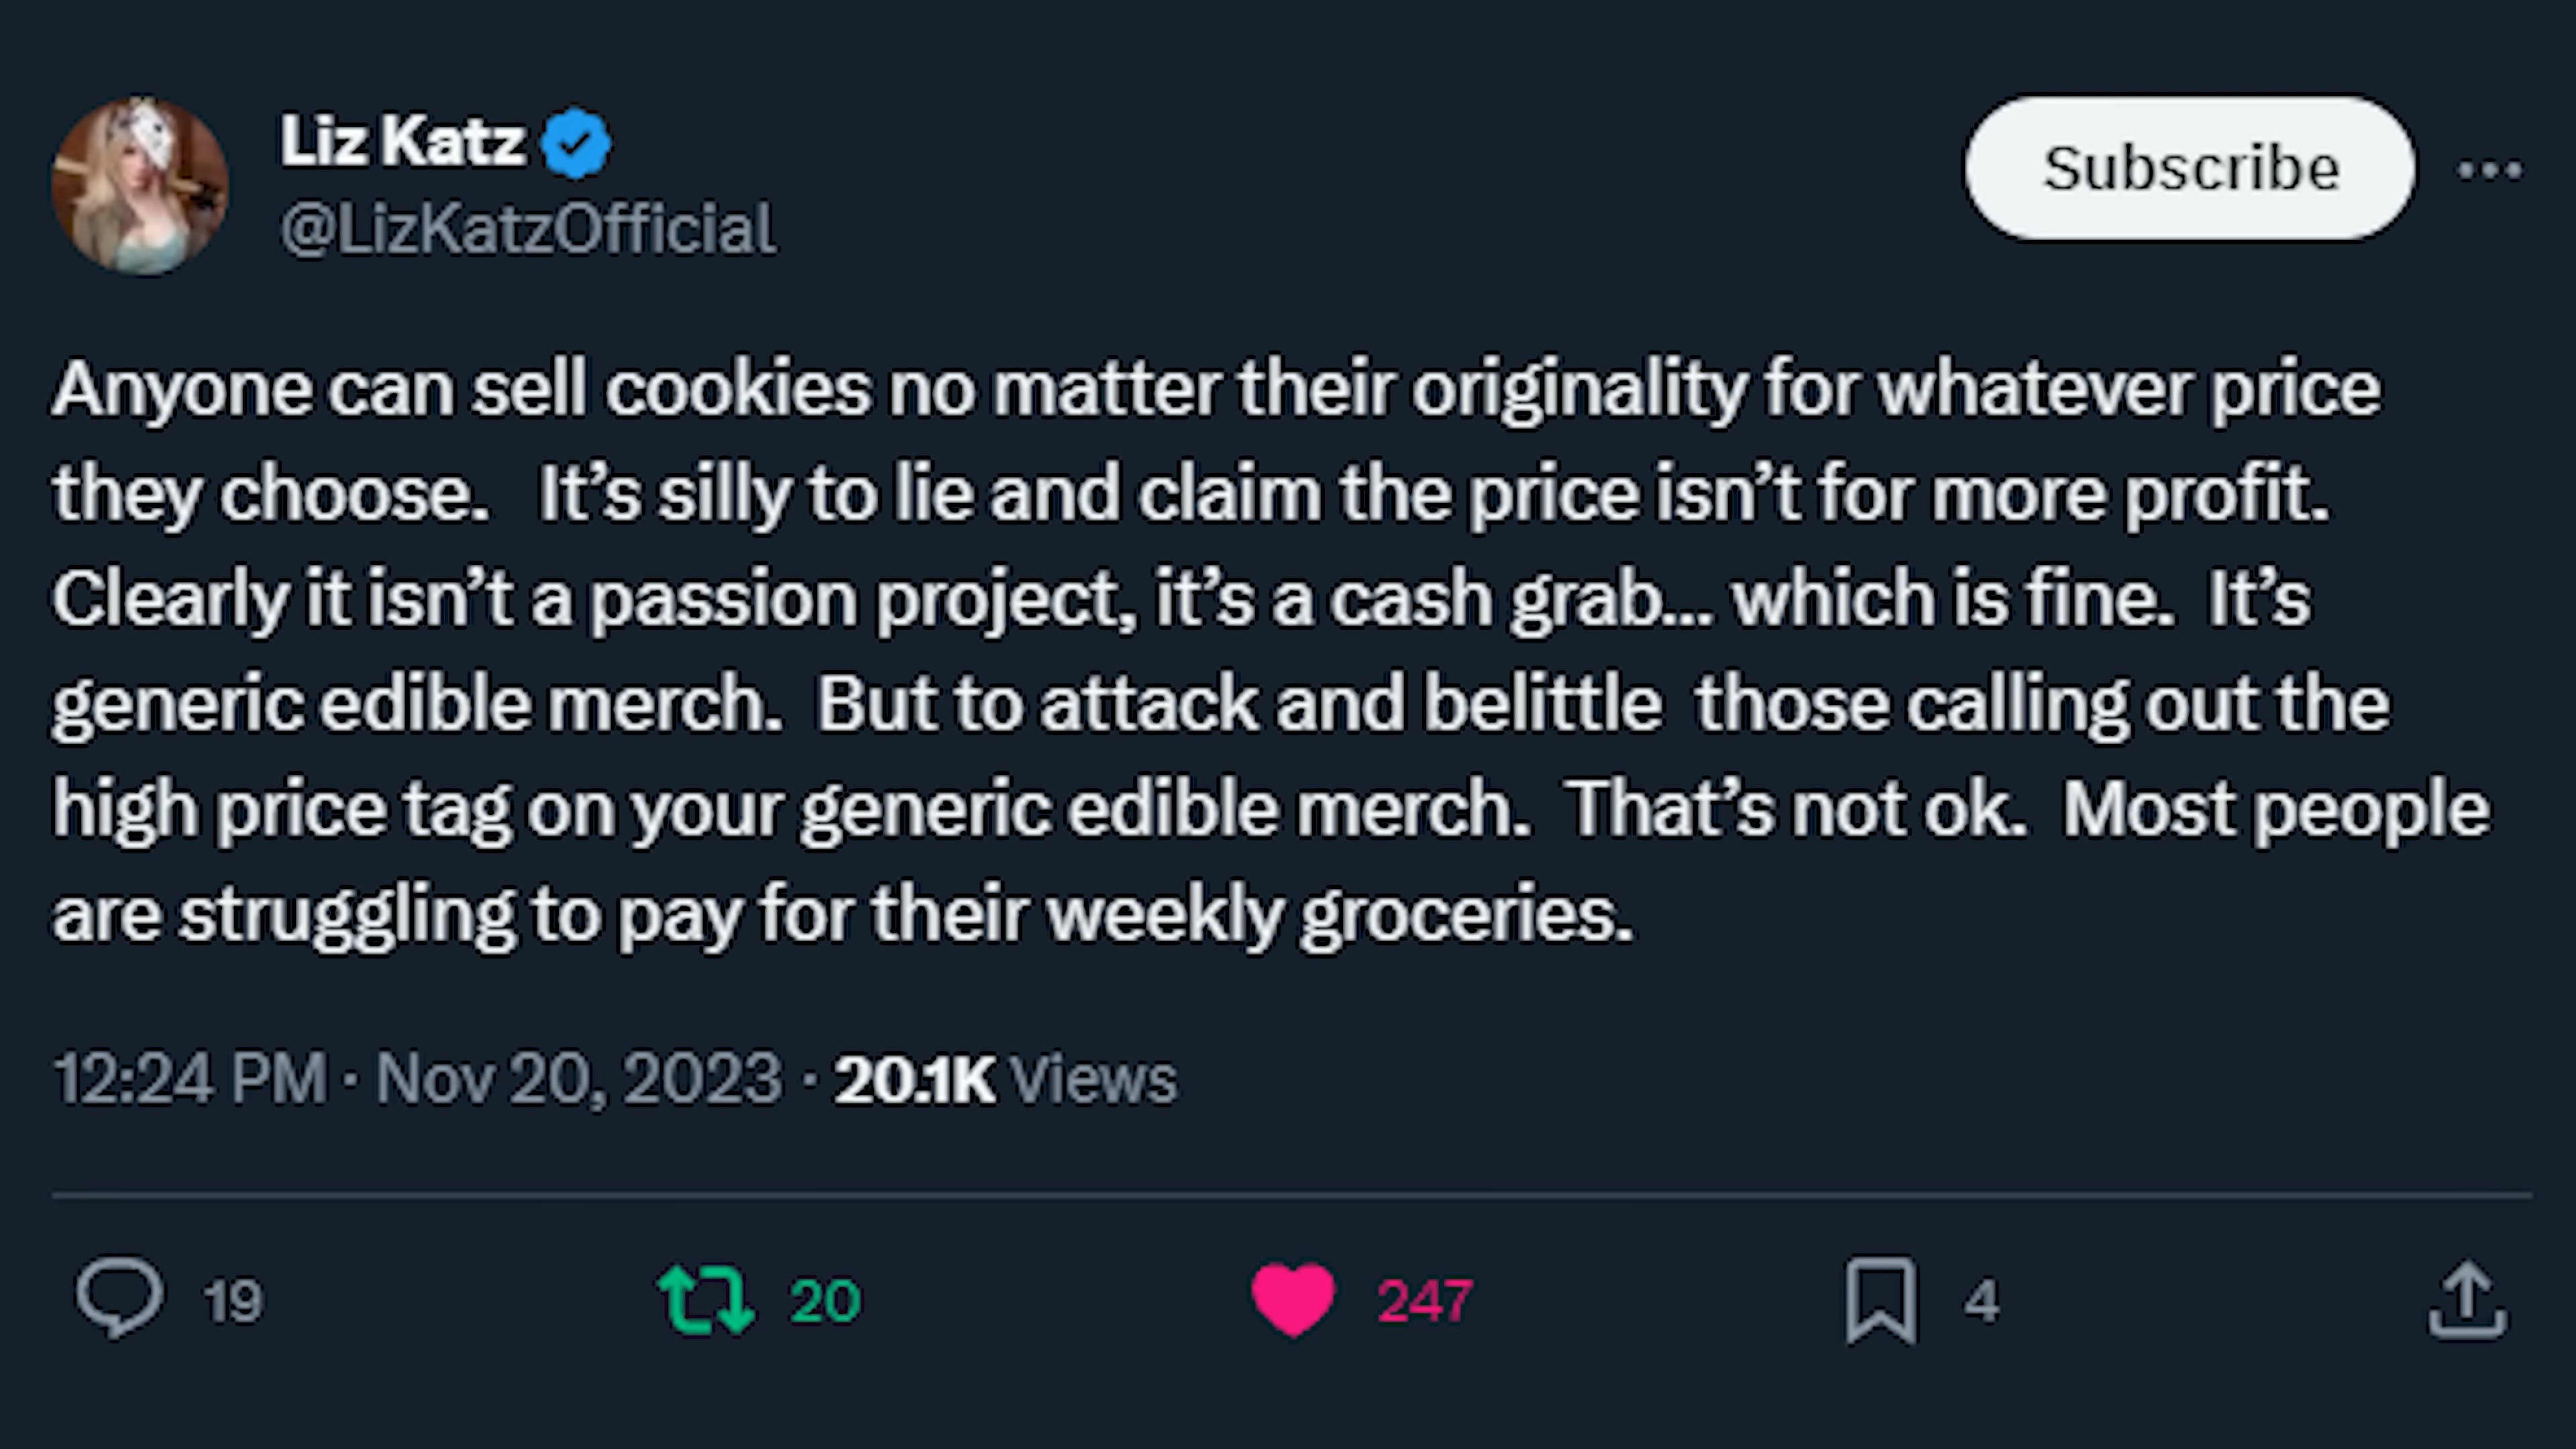 Liz Katz
Subscribe
@LizKatzOfficial
Anyone can sell cookies no matter their originality for whatever price
they choose.   It’s silly to lie and claim the price isn’t for more profit.
Clearly it isn’t a passion project, it’s a cash grab... which is fine.  It’s
generic edible merch.  But to attack and belittle  those calling out the
high price tag on your generic edible merch.  That’s not ok.  Most people
are struggling to pay for their weekly groceries.
12:24 PM · Nov 20, 2023 · 20.1K Views
19 20 247 4